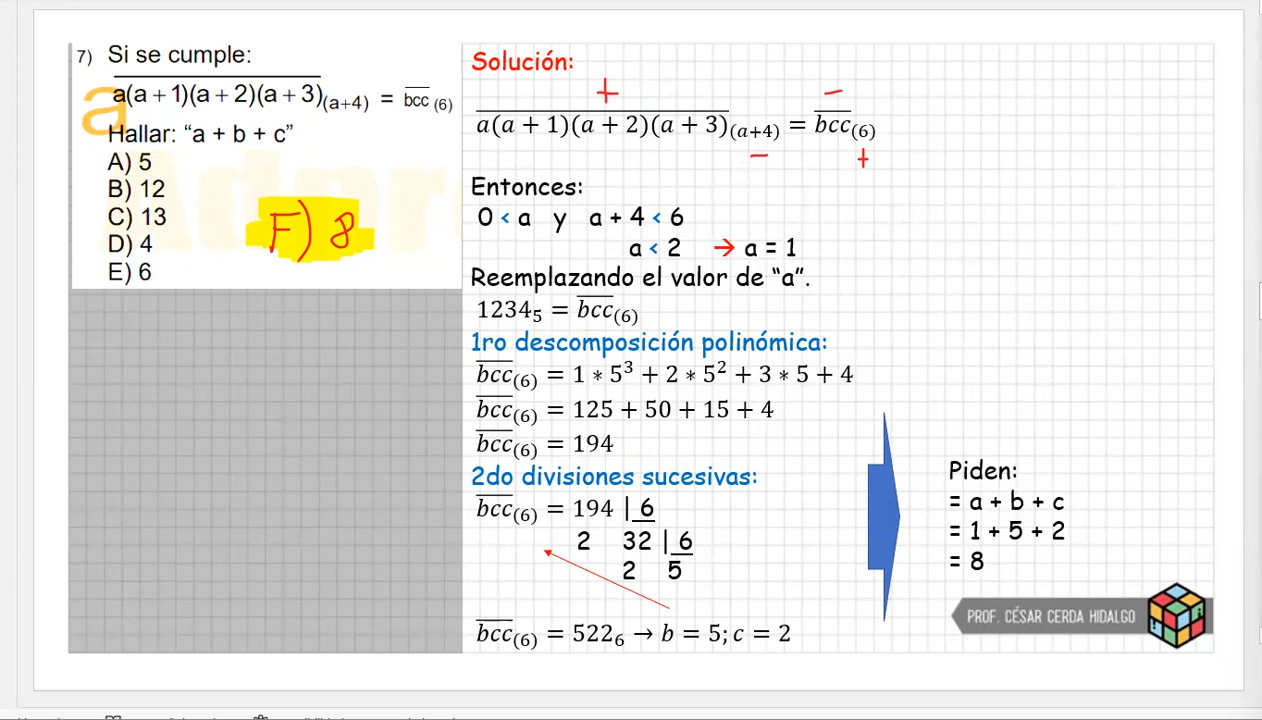 7) Si se cumple:
a(a + 1)(a + 2)(a + 3)(a+4) = bcc (6)
Hallar: “a + b + c”
A) 5
B) 12
C) 13
D) 4
E) 6
F) 8
a
Solución:
+ −
a(a + 1)(a + 2)(a + 3)(a+4) = bcc(6)
− +
Entonces:
0 < a y a + 4 < 6
a < 2 → a = 1
Reemplazando el valor de “a”.
1234₅ = bcc(6)
1ro descomposición polinómica:
bcc(6) = 1 ∗ 5³ + 2 ∗ 5² + 3 ∗ 5 + 4
bcc(6) = 125 + 50 + 15 + 4
bcc(6) = 194
2do divisiones sucesivas:
bcc(6) = 194 | 6
2 32 | 6
2 5
bcc(6) = 522₆ → b = 5; c = 2
Piden:
= a + b + c
= 1 + 5 + 2
= 8
PROF. CÉSAR CERDA HIDALGO